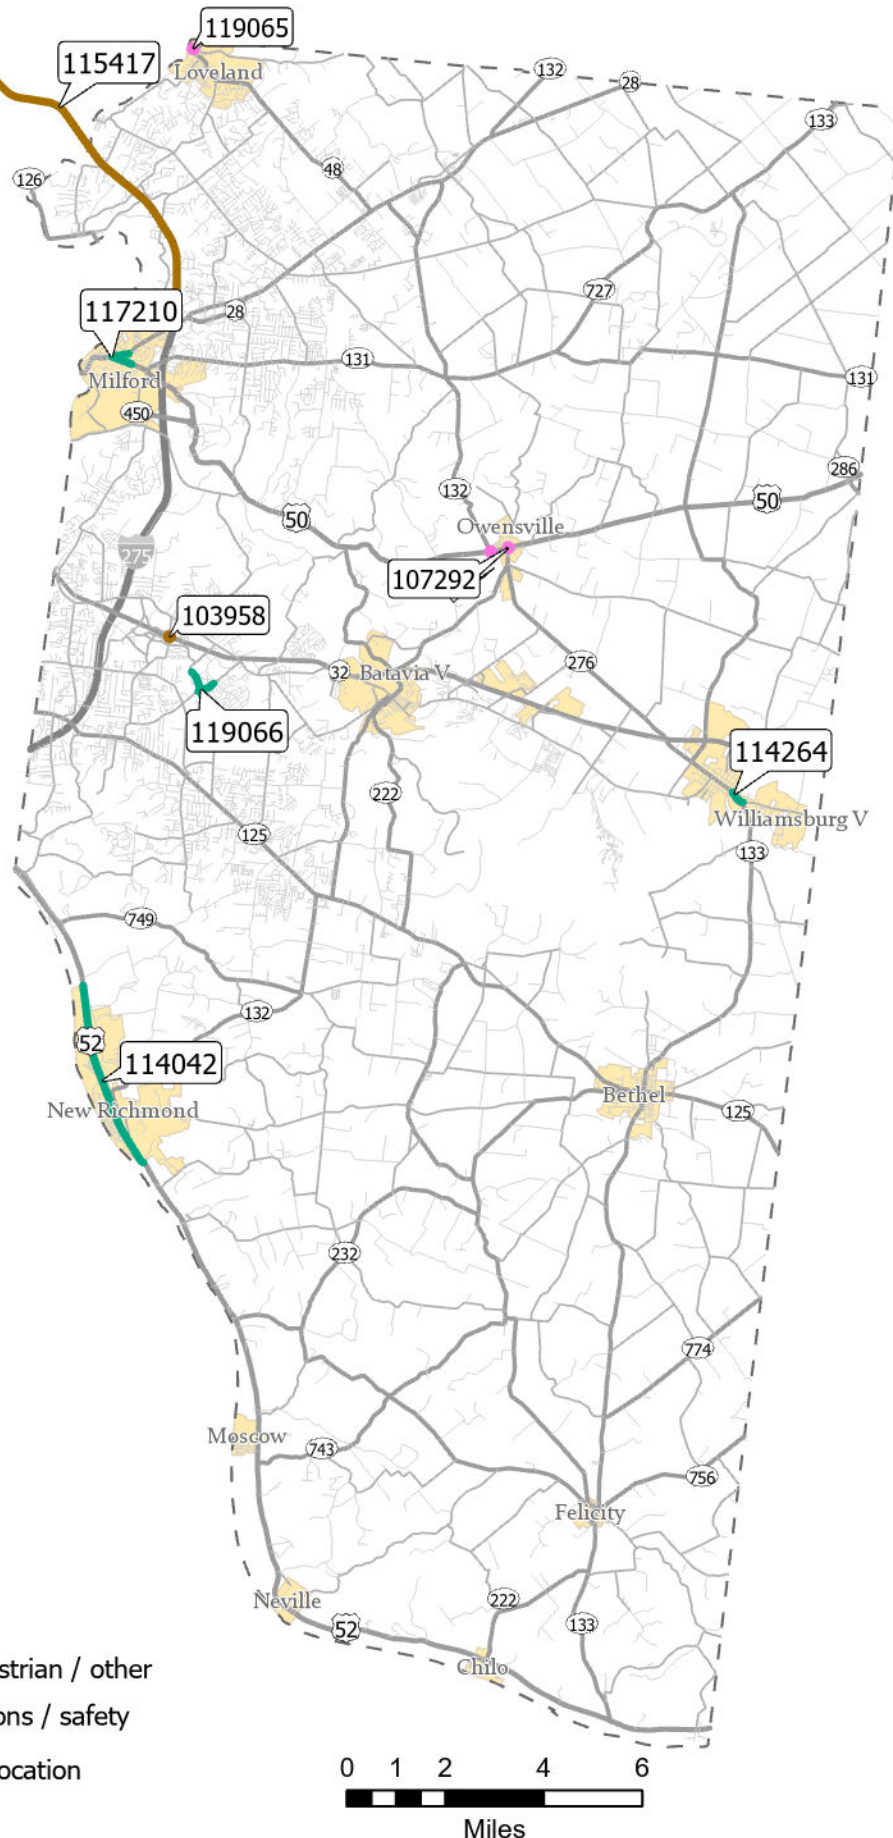 119065
115417
Loveland
132
28
133
48
126
727
117210
28
131
131
Milford
450
286
132
50
50
Owensville
275
107292
103958
276
32
Batavia V
119066
114264
222
Williamsburg V
125
133
749
132
52
114042
New Richmond
Bethel
125
232
774
Moscow
743
756
Felicity
Neville
222
52
133
Chilo
strian / other
ons / safety
ocation
0 1 2 4 6
Miles